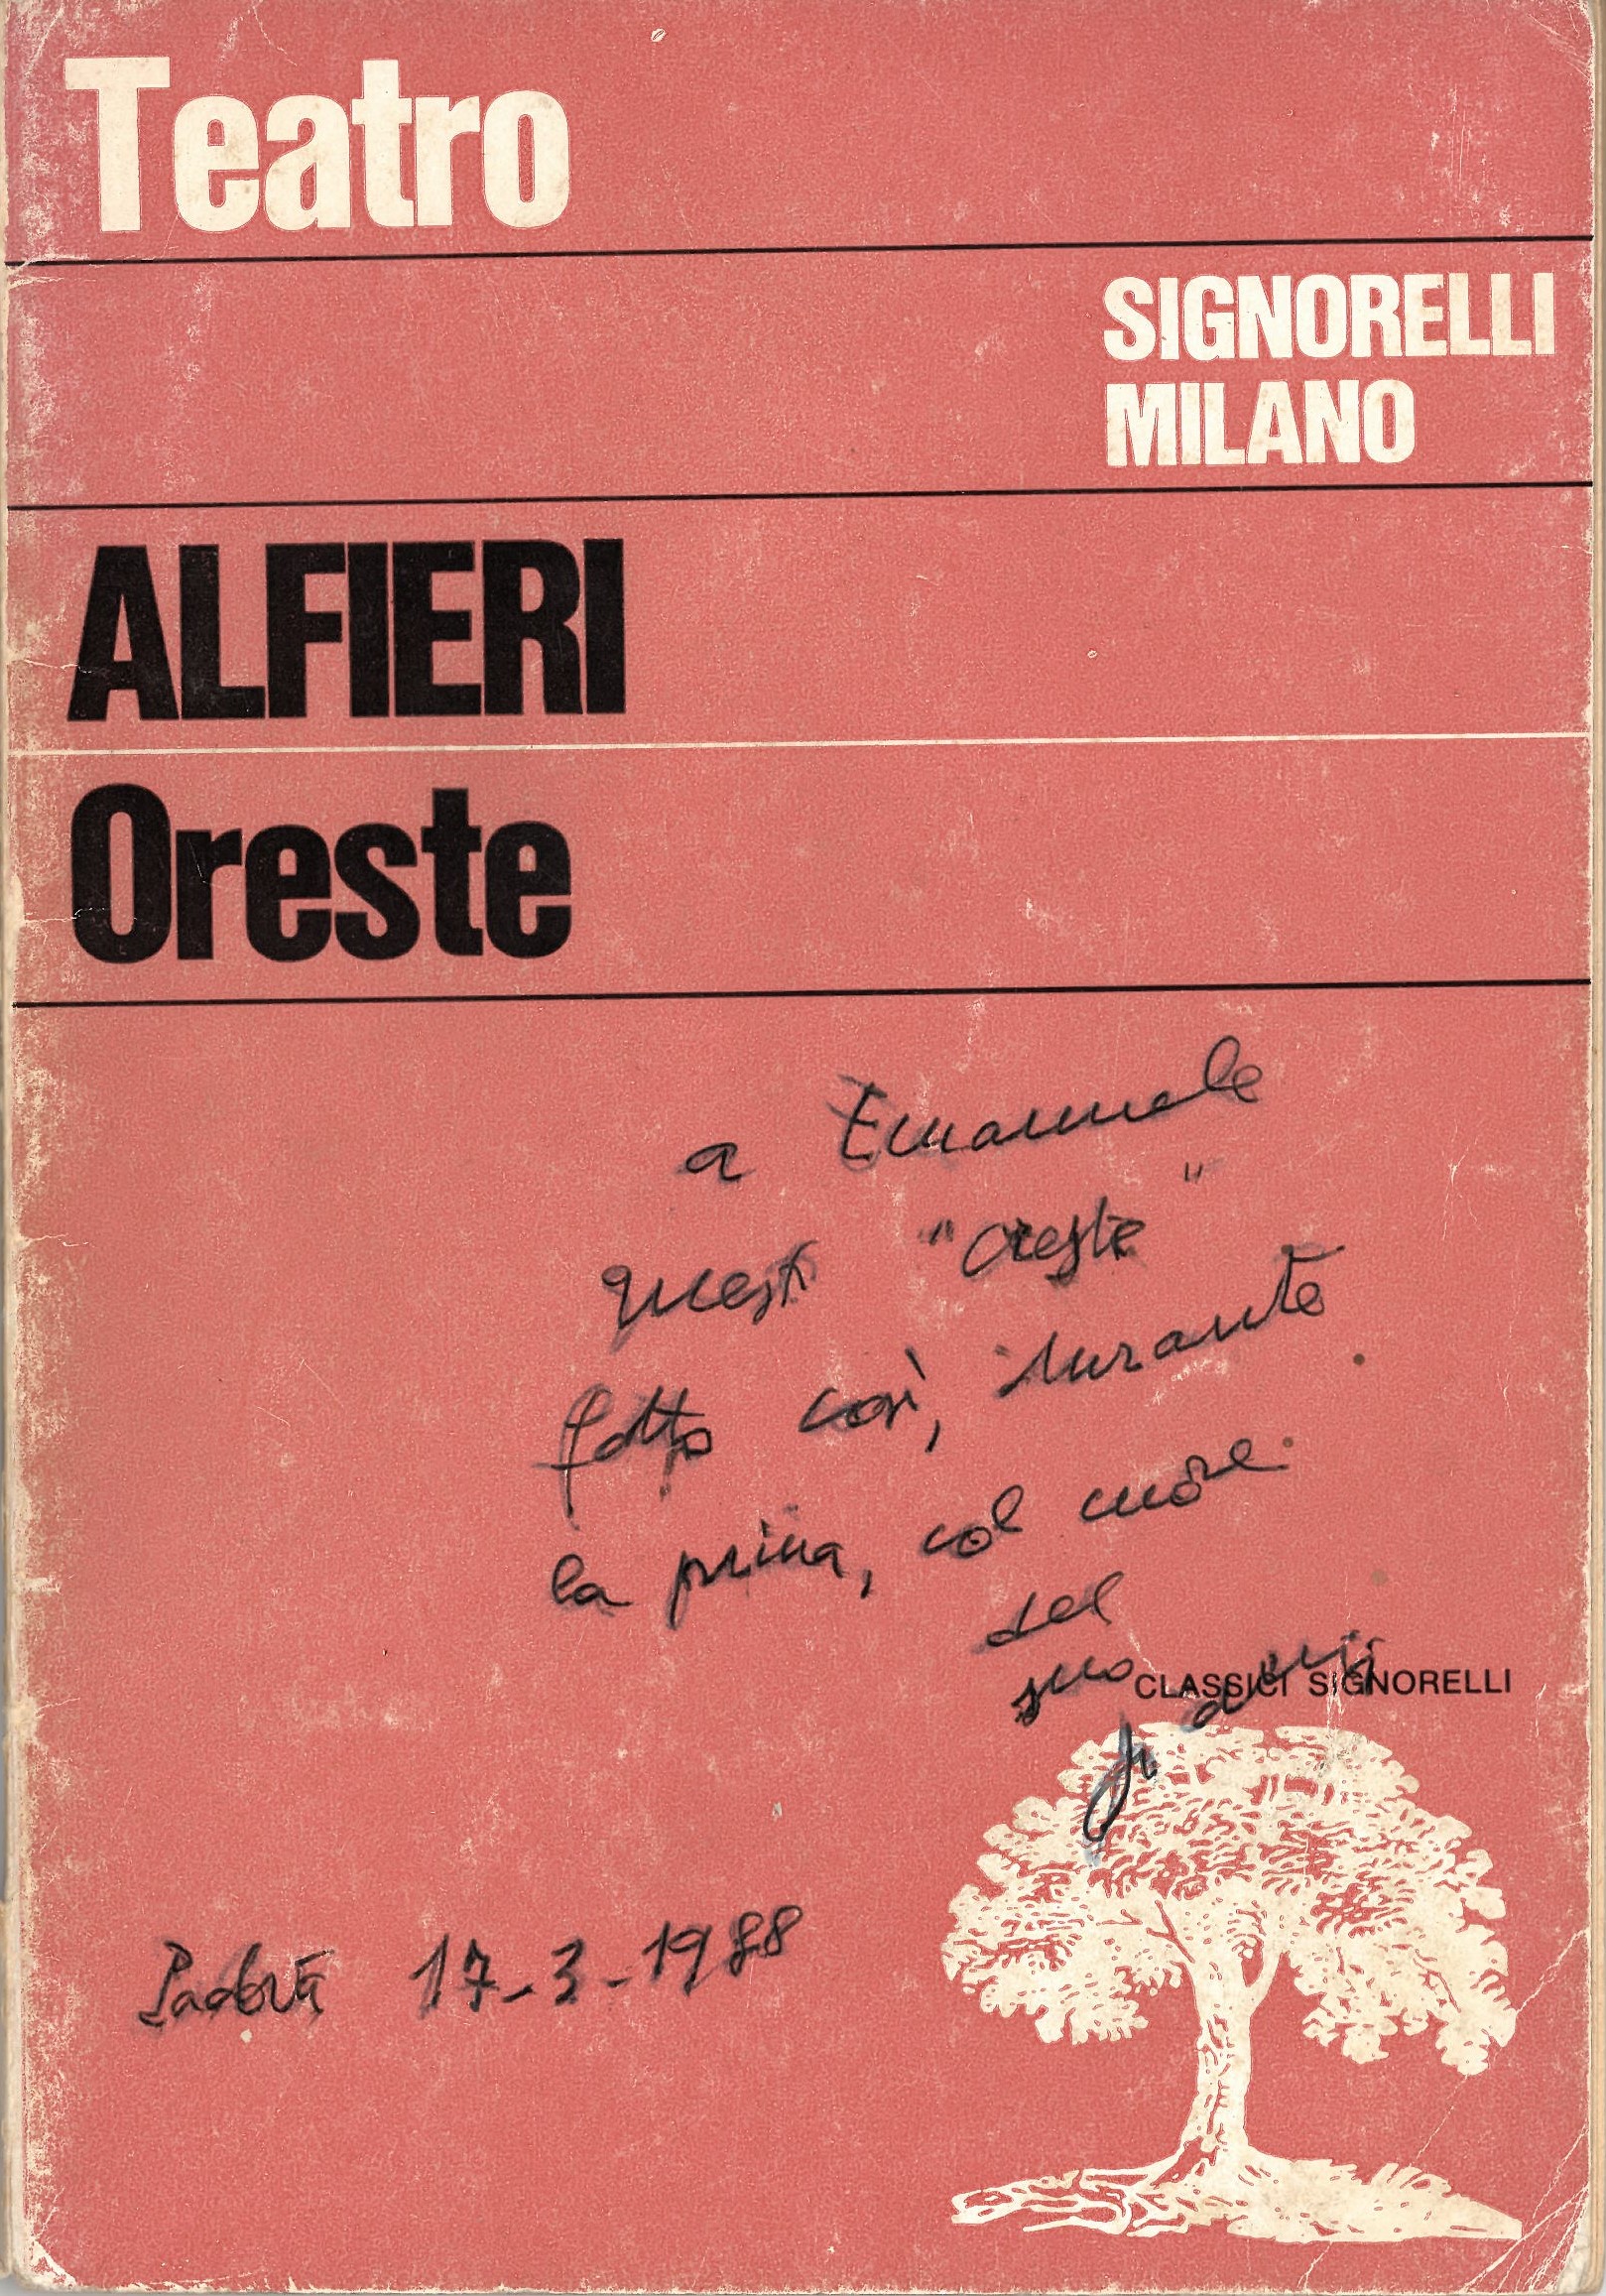 Teatro
SIGNORELLI
MILANO
ALFIERI
Oreste
a Emanuele
"Oreste"
fatto così, durante
la prima, col cuore
del
suo
CLASSICI SIGNORELLI
Padova 17-3-1988